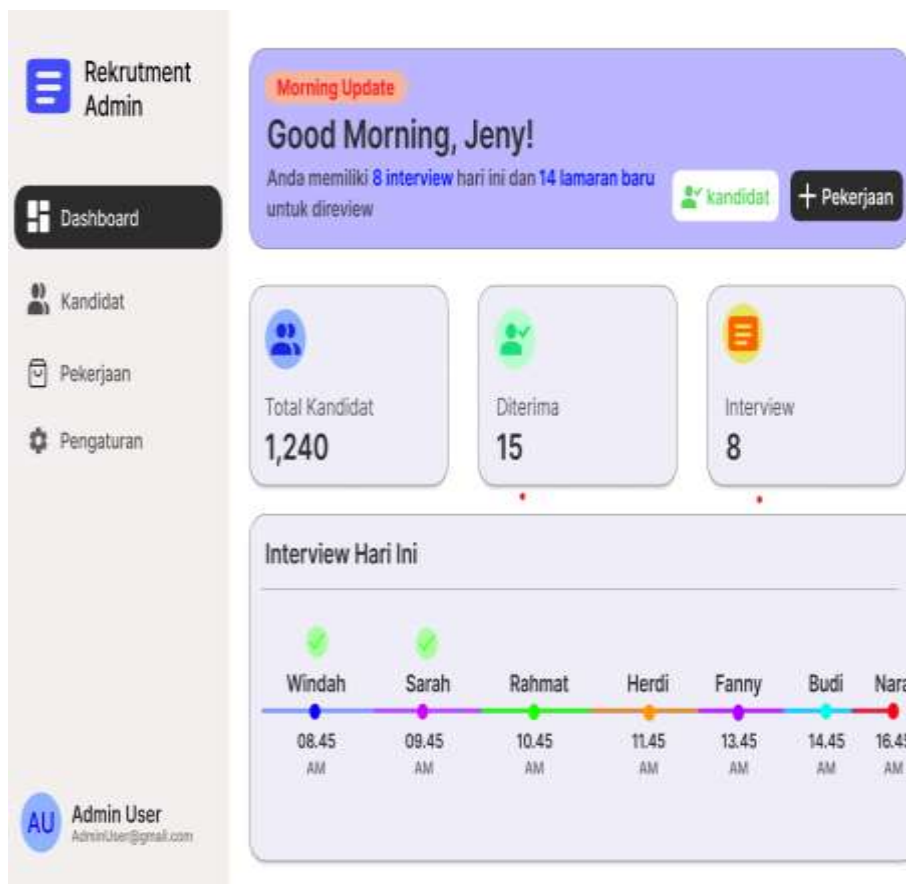 Rekrutment
Admin
Dashboard
Kandidat
Pekerjaan
Pengaturan
AU
Admin User
AdminUser@gmail.com
Morning Update
Good Morning, Jeny!
Anda memiliki 8 interview hari ini dan 14 lamaran baru
untuk direview
kandidat
+ Pekerjaan
Total Kandidat
1,240
Diterima
15
Interview
8
Interview Hari Ini
Windah Sarah Rahmat Herdi Fanny Budi Nara
08.45 09.45 10.45 11.45 13.45 14.45 16.45
AM AM AM AM AM AM AM